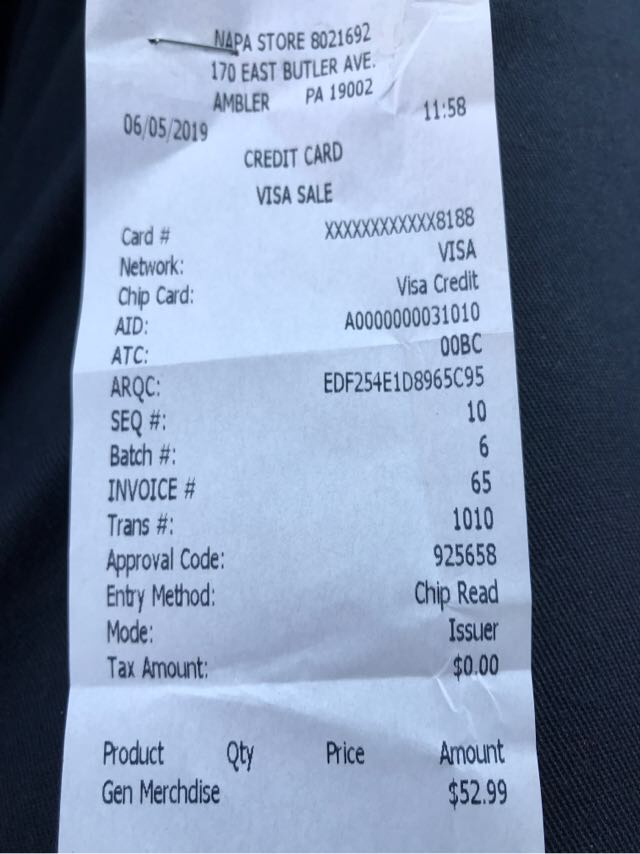 NAPA STORE 8021692
170 EAST BUTLER AVE.
AMBLER PA 19002
06/05/2019 11:58
CREDIT CARD
VISA SALE
Card # XXXXXXXXXXXX8188
Network: VISA
Chip Card: Visa Credit
AID: A0000000031010
ATC: 00BC
ARQC: EDF254E1D8965C95
SEQ #: 10
Batch #: 6
INVOICE # 65
Trans #: 1010
Approval Code: 925658
Entry Method: Chip Read
Mode: Issuer
Tax Amount: $0.00
Product Qty Price Amount
Gen Merchdise $52.99